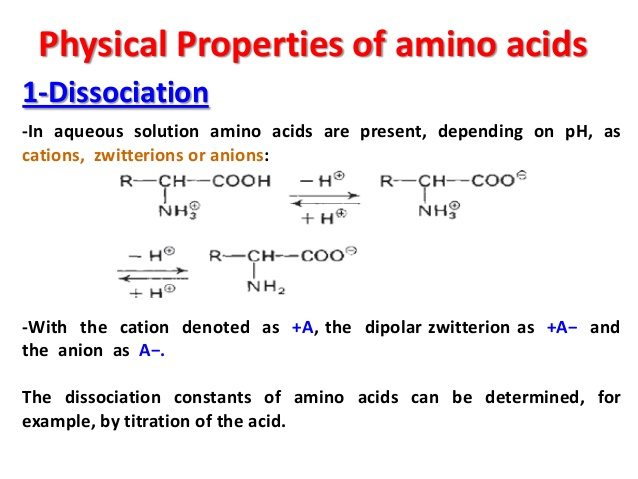 Physical Properties of amino acids
1-Dissociation
-In aqueous solution amino acids are present, depending on pH, as
cations, zwitterions or anions:
R—CH—COOH − H⊕ R—CH—COO⊖
NH₃⊕ + H⊕ NH₃⊕
− H⊕ R—CH—COO⊖
+ H⊕ NH₂
-With the cation denoted as +A, the dipolar zwitterion as +A− and
the anion as A−.
The dissociation constants of amino acids can be determined, for
example, by titration of the acid.